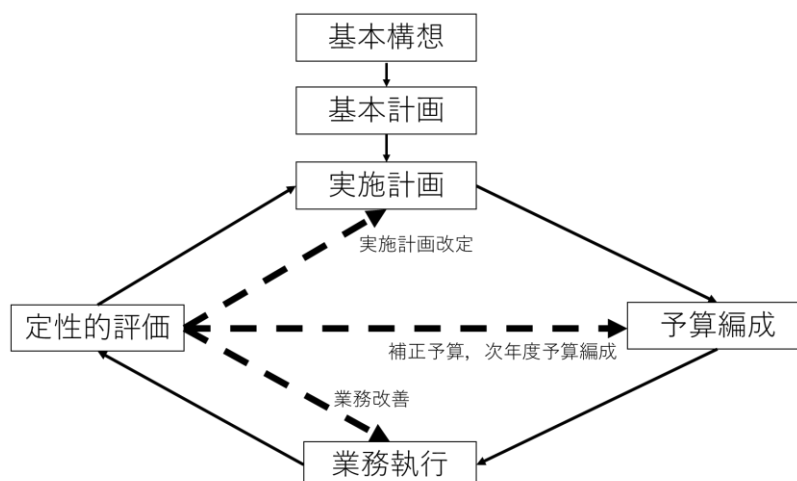 基本構想
基本計画
実施計画
実施計画改定
定性的評価
予算編成
補正予算，次年度予算編成
業務改善
業務執行